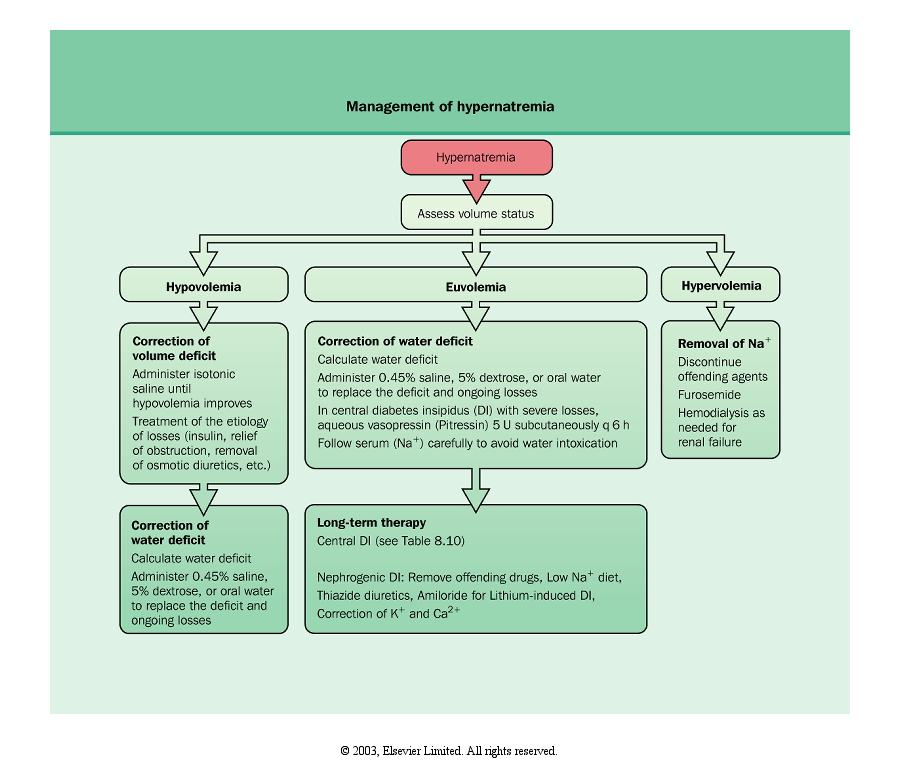 Management of hypernatremia
Hypernatremia
Assess volume status
Hypovolemia
Correction of
volume deficit
Administer isotonic
saline until
hypovolemia improves
Treatment of the etiology
of losses (insulin, relief
of obstruction, removal
of osmotic diuretics, etc.)
Correction of
water deficit
Calculate water deficit
Administer 0.45% saline,
5% dextrose, or oral water
to replace the deficit and
ongoing losses
Euvolemia
Correction of water deficit
Calculate water deficit
Administer 0.45% saline, 5% dextrose, or oral water
to replace the deficit and ongoing losses
In central diabetes insipidus (DI) with severe losses,
aqueous vasopressin (Pitressin) 5 U subcutaneously q 6 h
Follow serum (Na⁺) carefully to avoid water intoxication
Long-term therapy
Central DI (see Table 8.10)
Nephrogenic DI: Remove offending drugs, Low Na⁺ diet,
Thiazide diuretics, Amiloride for Lithium-induced DI,
Correction of K⁺ and Ca²⁺
Hypervolemia
Removal of Na⁺
Discontinue
offending agents
Furosemide
Hemodialysis as
needed for
renal failure
© 2003, Elsevier Limited. All rights reserved.